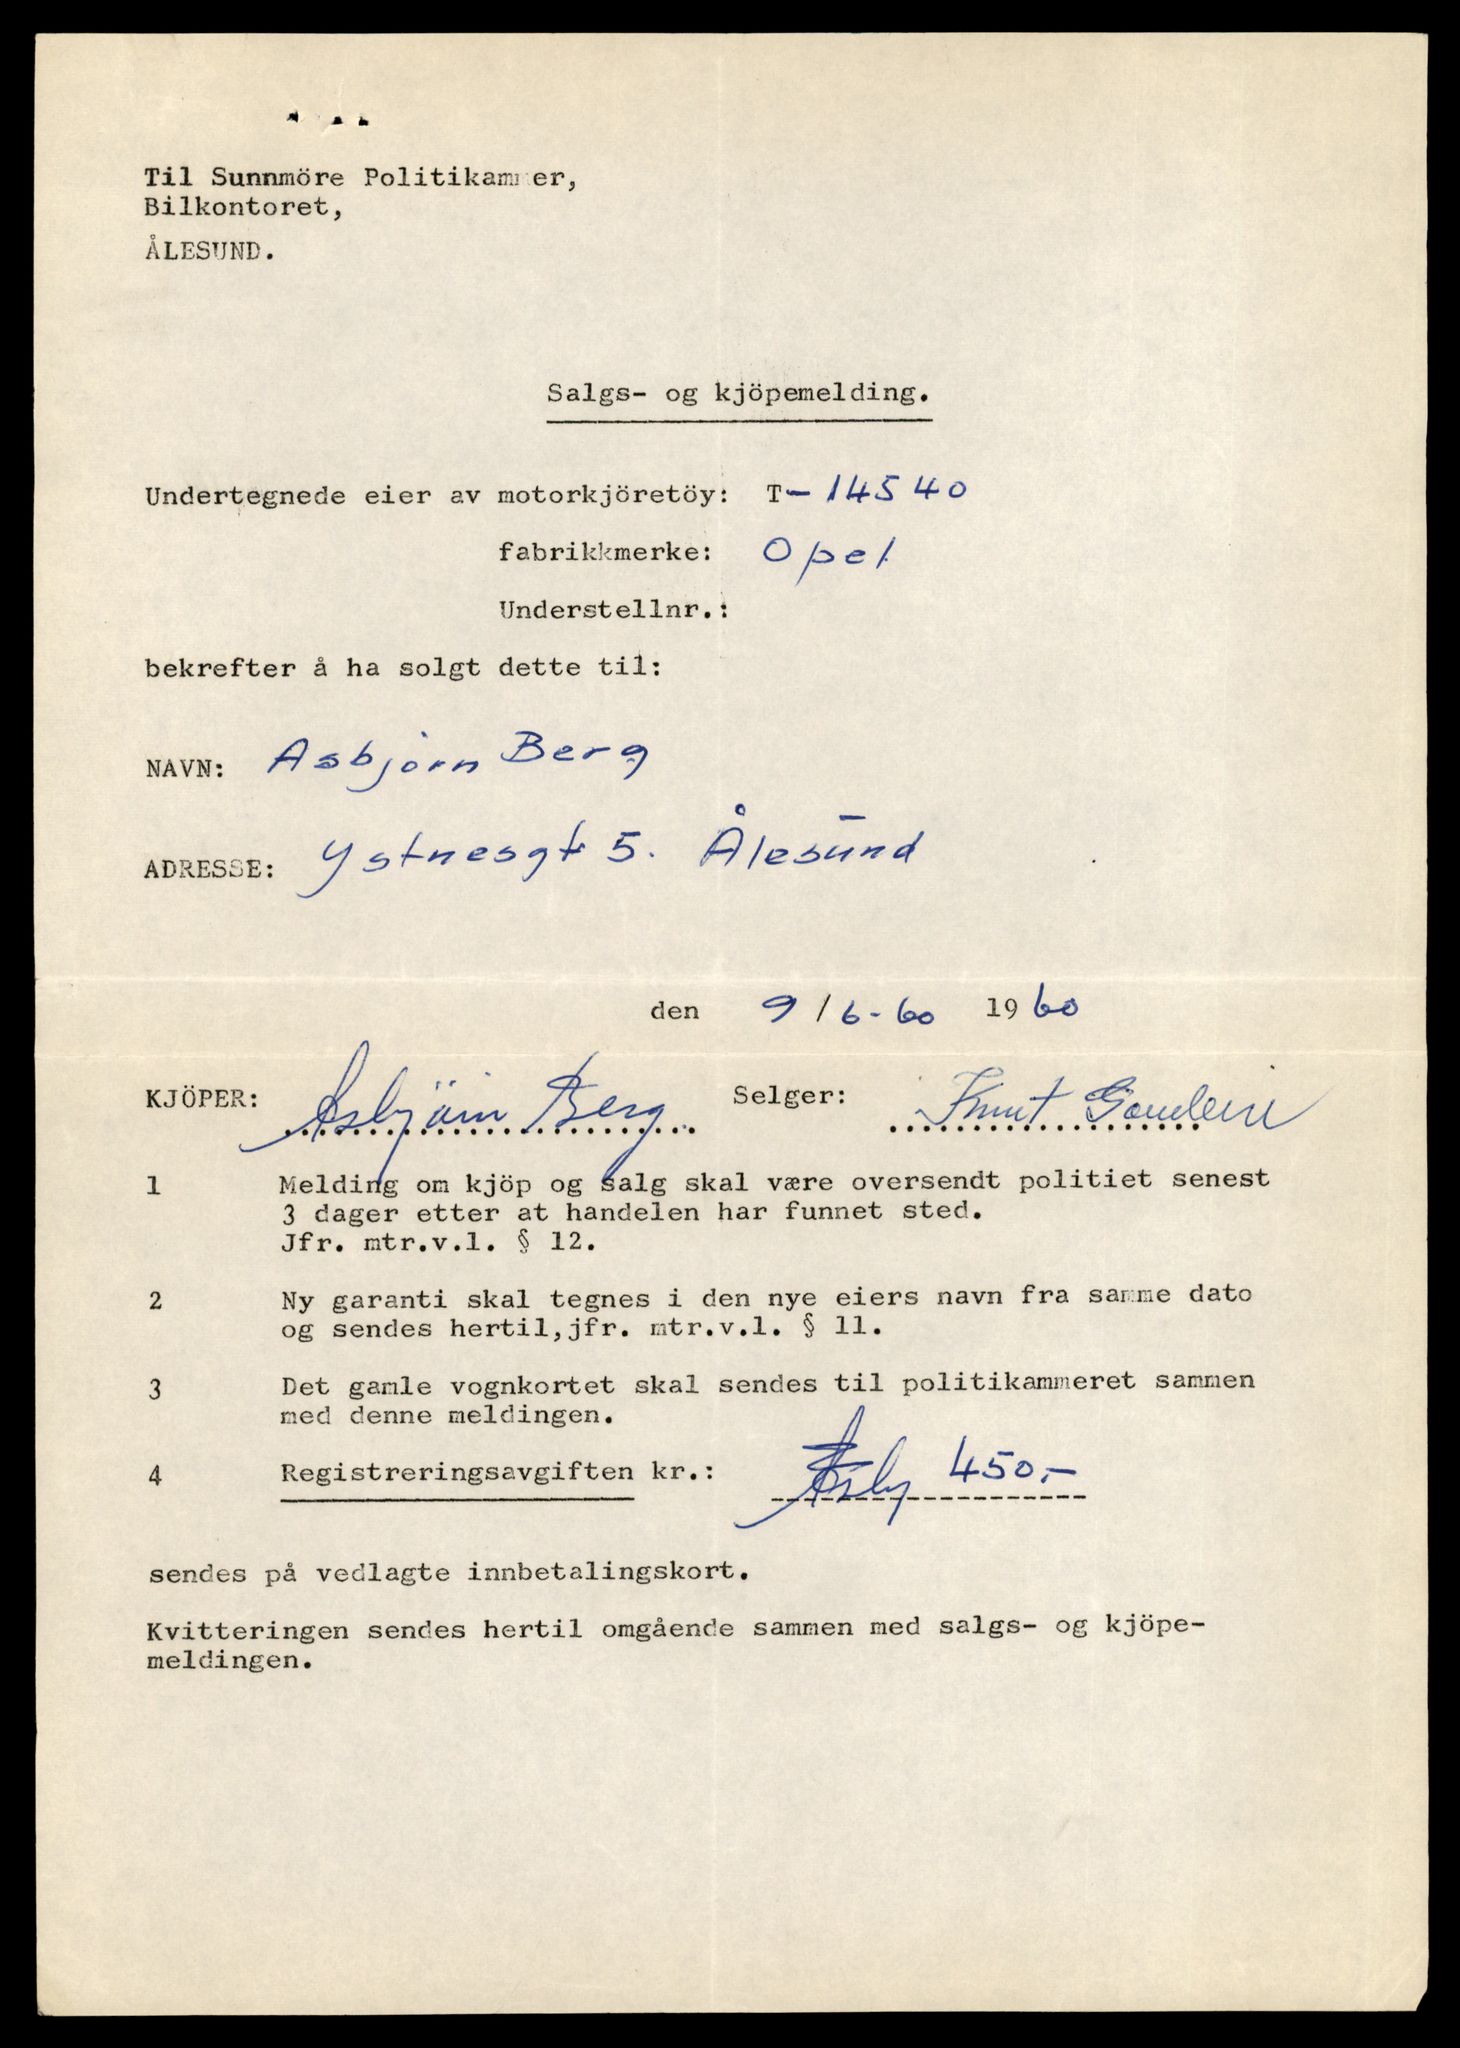 Til Sunnmöre Politikammer,
Bilkontoret,
ÅLESUND.
Salgs- og kjöpemelding.
Undertegnede eier av motorkjöretöy: T-14540
fabrikkmerke: Opel
Understellnr.:
bekrefter å ha solgt dette til:
NAVN: Asbjørn Berg
ADRESSE: Ystnesgt 5. Ålesund
den 9/6-60 1960
KJÖPER: Asbjörn Berg Selger: Knut
1 Melding om kjöp og salg skal være oversendt politiet senest
3 dager etter at handelen har funnet sted.
Jfr. mtr.v.l. § 12.
2 Ny garanti skal tegnes i den nye eiers navn fra samme dato
og sendes hertil,jfr. mtr.v.l. § 11.
3 Det gamle vognkortet skal sendes til politikammeret sammen
med denne meldingen.
4 Registreringsavgiften kr.: 450.-
sendes på vedlagte innbetalingskort.
Kvitteringen sendes hertil omgående sammen med salgs- og kjöpe-
meldingen.